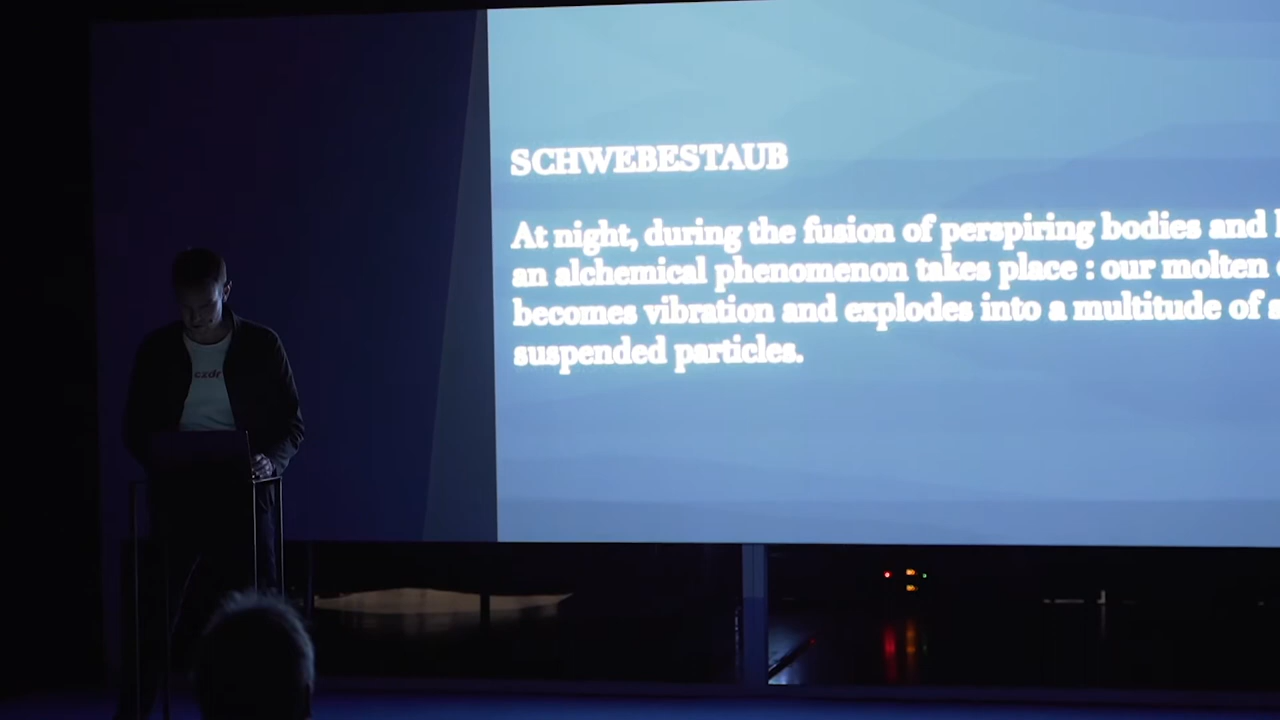 SCHWEBESTAUB
At night, during the fusion of perspiring bodies and
an alchemical phenomenon takes place : our molten
becomes vibration and explodes into a multitude of
suspended particles.